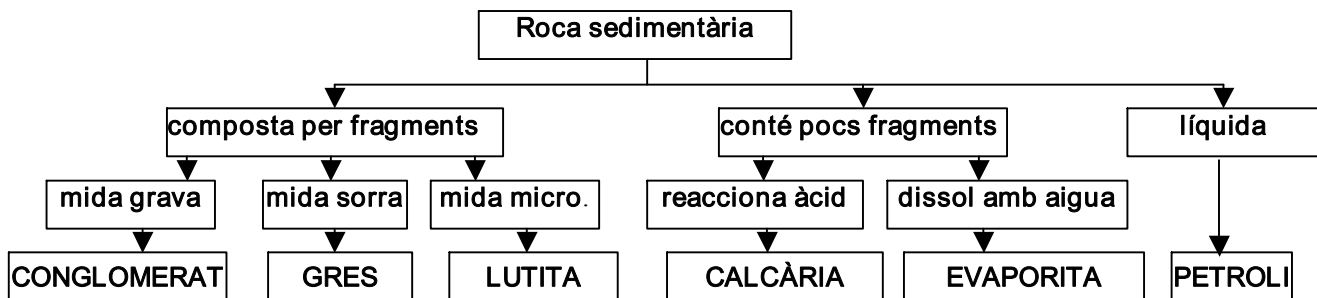 Roca sedimentària
composta per fragments
conté pocs fragments
líquida
mida grava
mida sorra
mida micro.
reacciona àcid
dissol amb aigua
CONGLOMERAT
GRES
LUTITA
CALCÀRIA
EVAPORITA
PETROLI